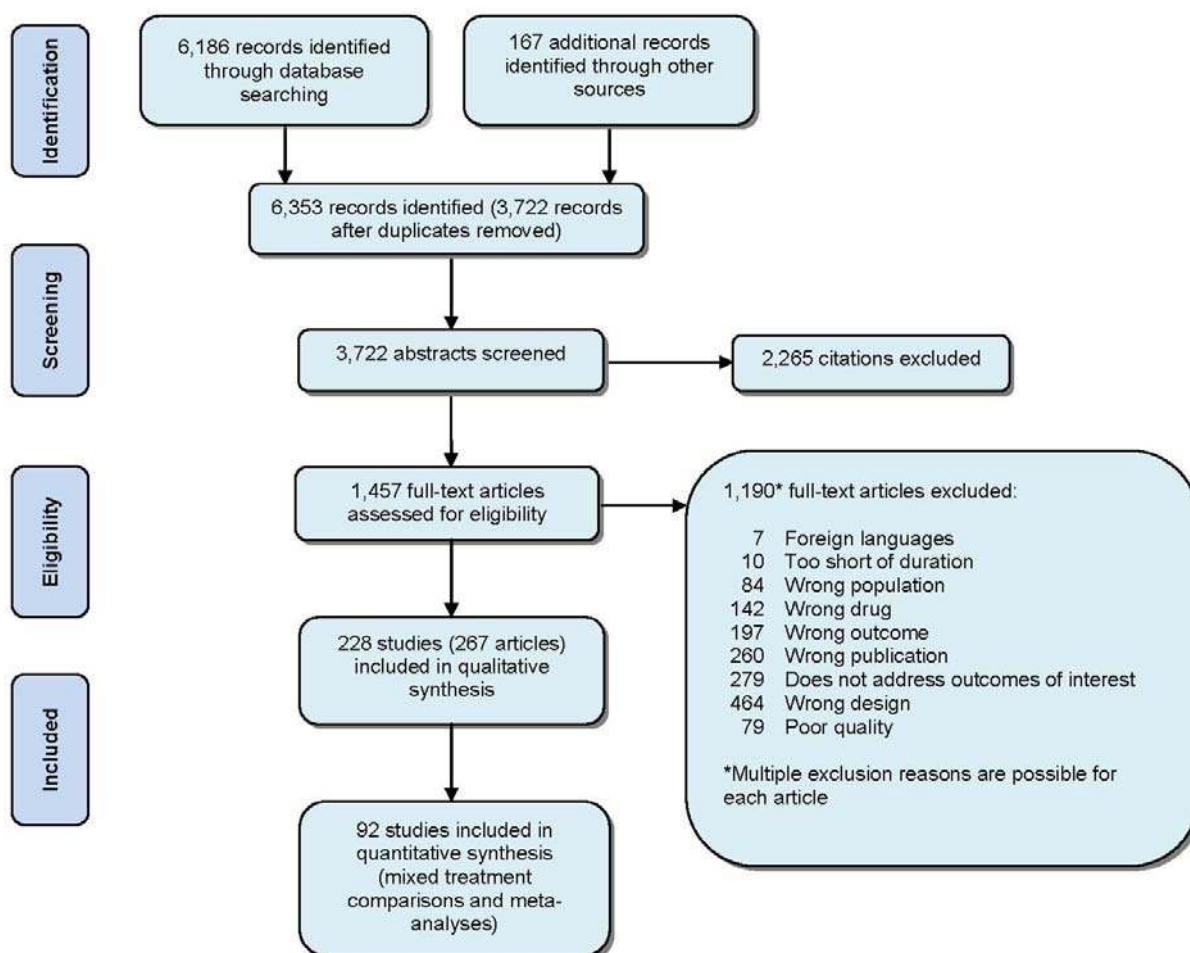 Identification
6,186 records identified
through database
searching
167 additional records
identified through other
sources
6,353 records identified (3,722 records
after duplicates removed)
Screening
3,722 abstracts screened
2,265 citations excluded
Eligibility
1,457 full-text articles
assessed for eligibility
1,190* full-text articles excluded:
7 Foreign languages
10 Too short of duration
84 Wrong population
142 Wrong drug
197 Wrong outcome
260 Wrong publication
279 Does not address outcomes of interest
464 Wrong design
79 Poor quality
*Multiple exclusion reasons are possible for
each article
228 studies (267 articles)
included in qualitative
synthesis
Included
92 studies included in
quantitative synthesis
(mixed treatment
comparisons and meta-
analyses)